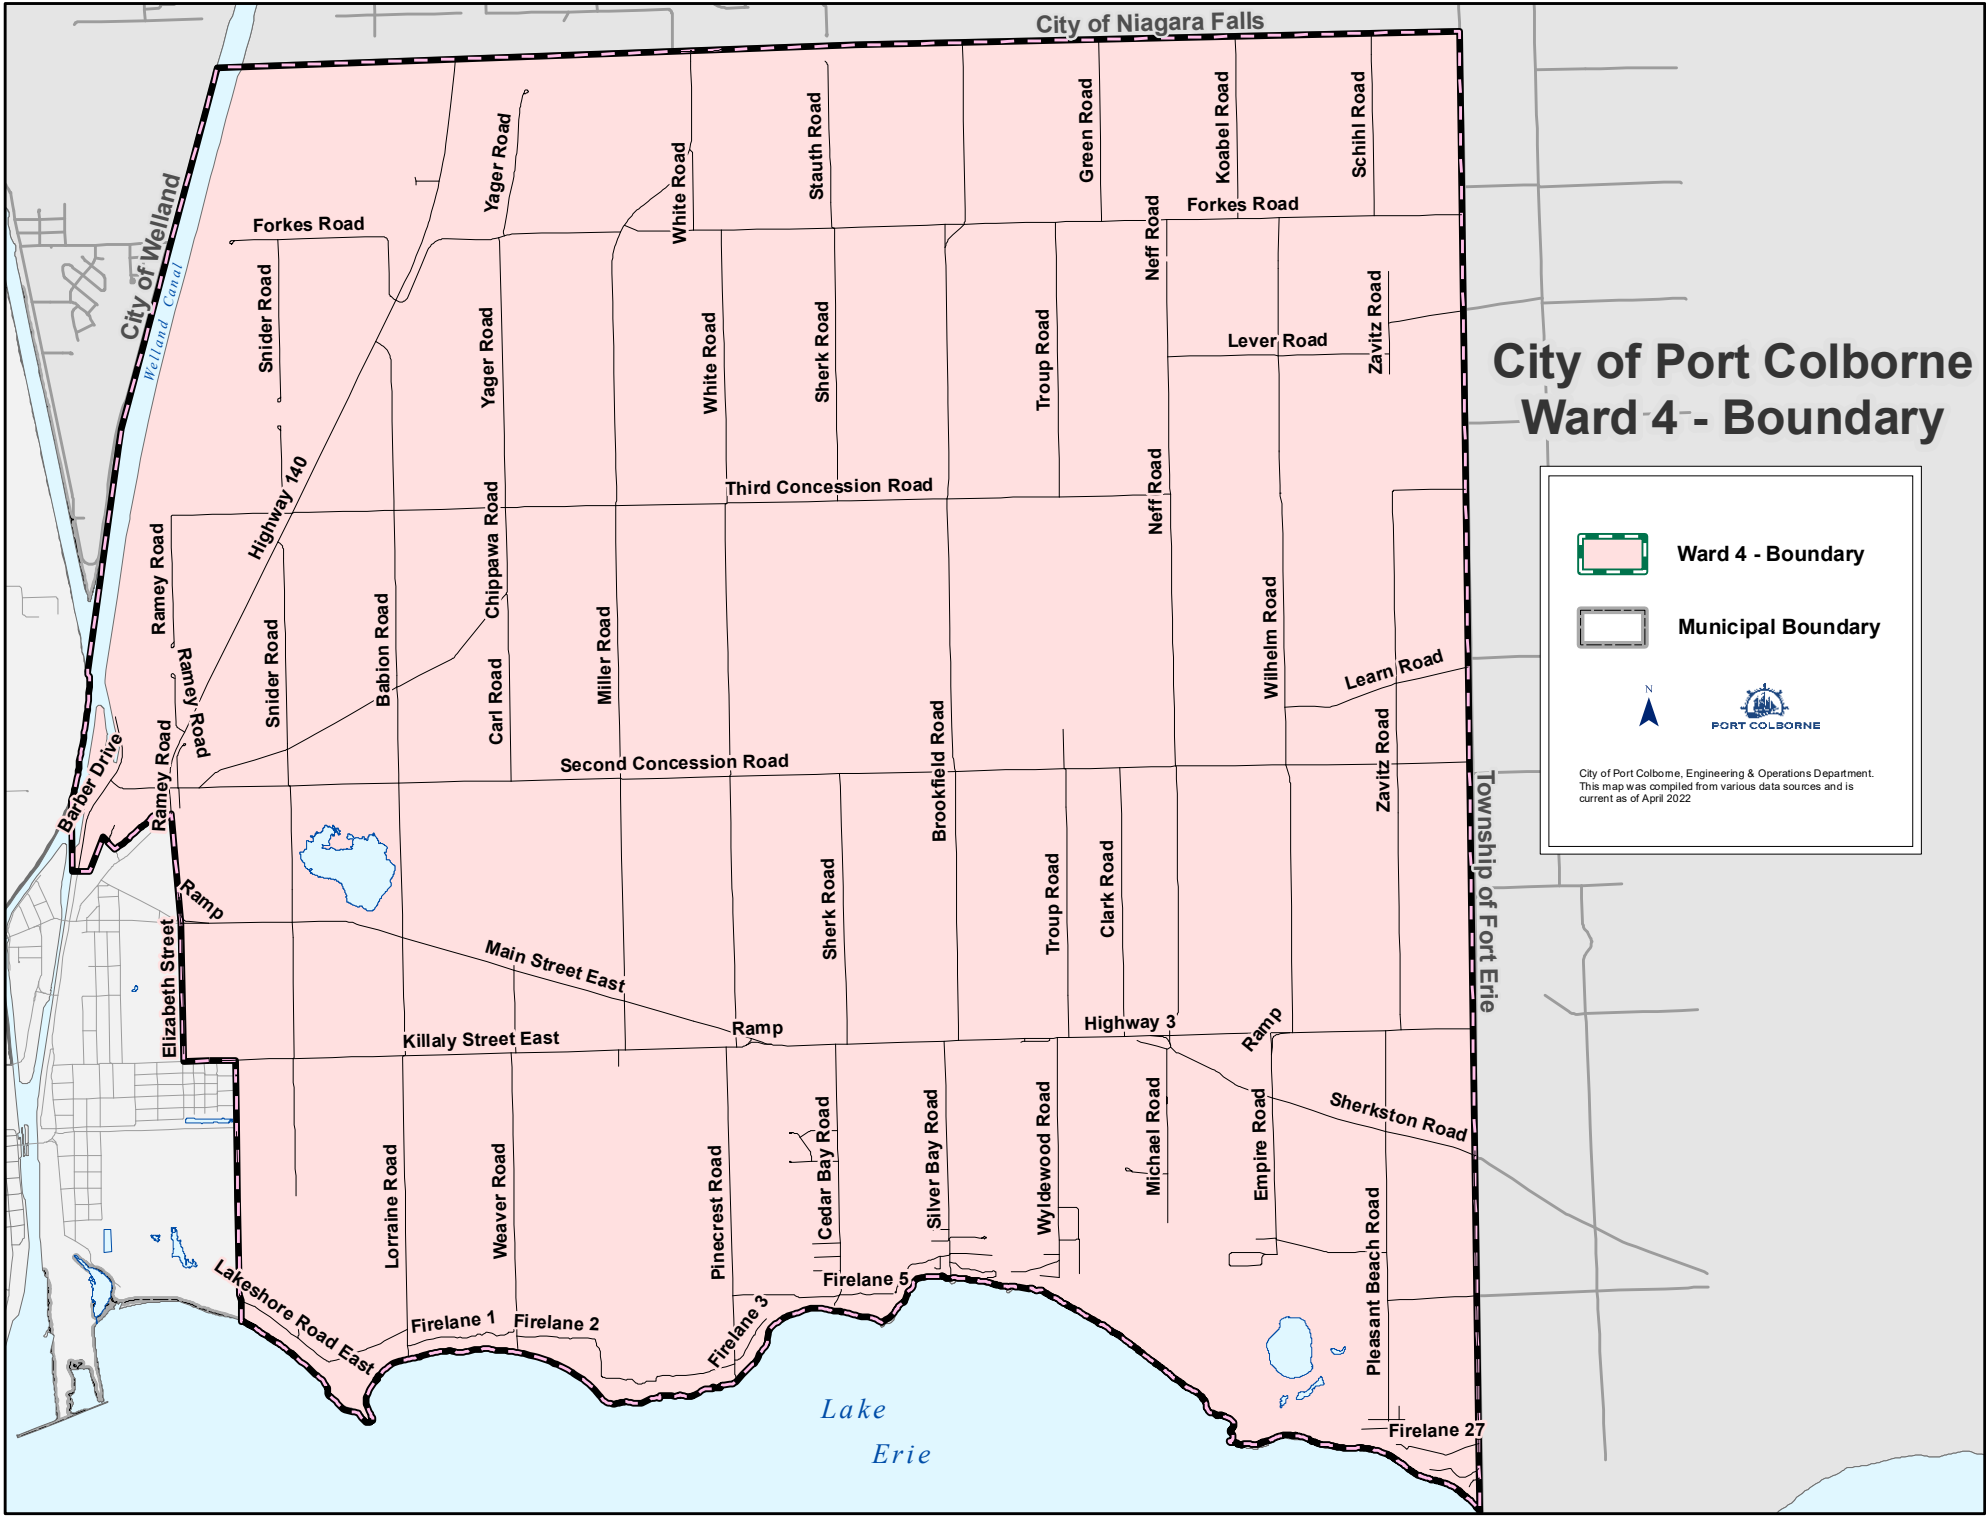 City of Niagara Falls
City of Welland
Welland Canal
Yager Road
White Road
Stauth Road
Green Road
Koabel Road
Schihl Road
Forkes Road
Forkes Road
Neff Road
Snider Road
Yager Road
White Road
Sherk Road
Troup Road
Lever Road
Zavitz Road
City of Port Colborne
Ward 4 - Boundary
Highway 140
Third Concession Road
Neff Road
Chippawa Road
Ramey Road
Ramey Road
Ramey Road
Snider Road
Babion Road
Carl Road
Miller Road
Wilhelm Road
Learn Road
Ward 4 - Boundary
Municipal Boundary
N
PORT COLBORNE
City of Port Colborne, Engineering & Operations Department.
This map was compiled from various data sources and is
current as of April 2022
Barber Drive
Second Concession Road
Brookfield Road
Zavitz Road
Township of Fort Erie
Ramp
Elizabeth Street
Main Street East
Sherk Road
Troup Road
Clark Road
Killaly Street East
Ramp
Highway 3
Ramp
Sherkston Road
Lorraine Road
Weaver Road
Pinecrest Road
Cedar Bay Road
Silver Bay Road
Wyldewood Road
Michael Road
Empire Road
Pleasant Beach Road
Lakeshore Road East
Firelane 1
Firelane 2
Firelane 3
Firelane 5
Firelane 27
Lake
Erie